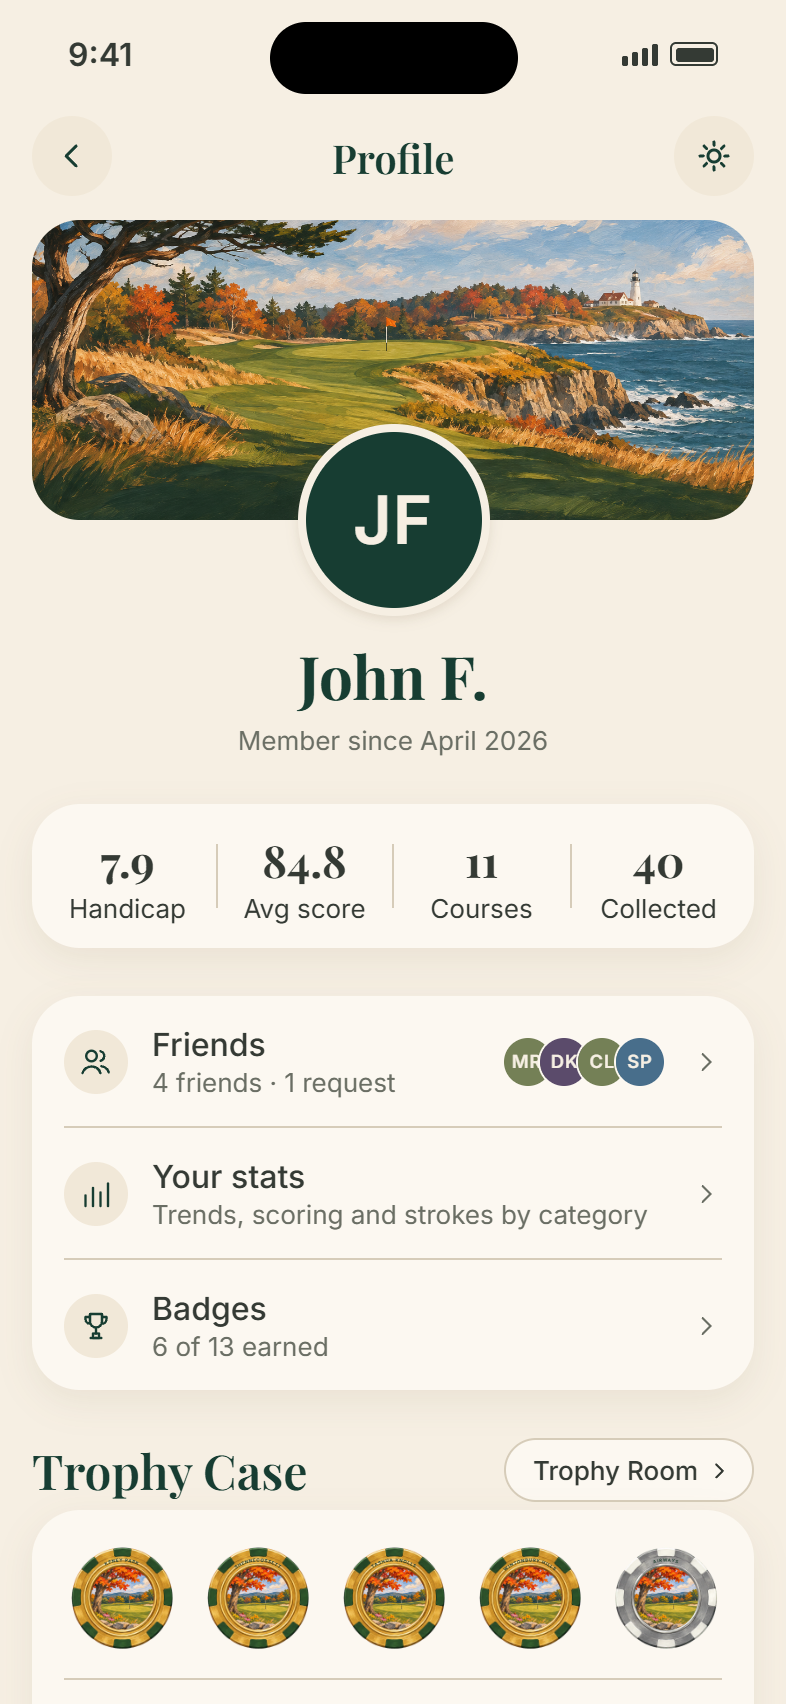 9:41
Profile
JF
John F.
Member since April 2026
7.9 84.8 11 40
Handicap Avg score Courses Collected
Friends
4 friends · 1 request
MR DK CL SP
Your stats
Trends, scoring and strokes by category
Badges
6 of 13 earned
Trophy Case
Trophy Room